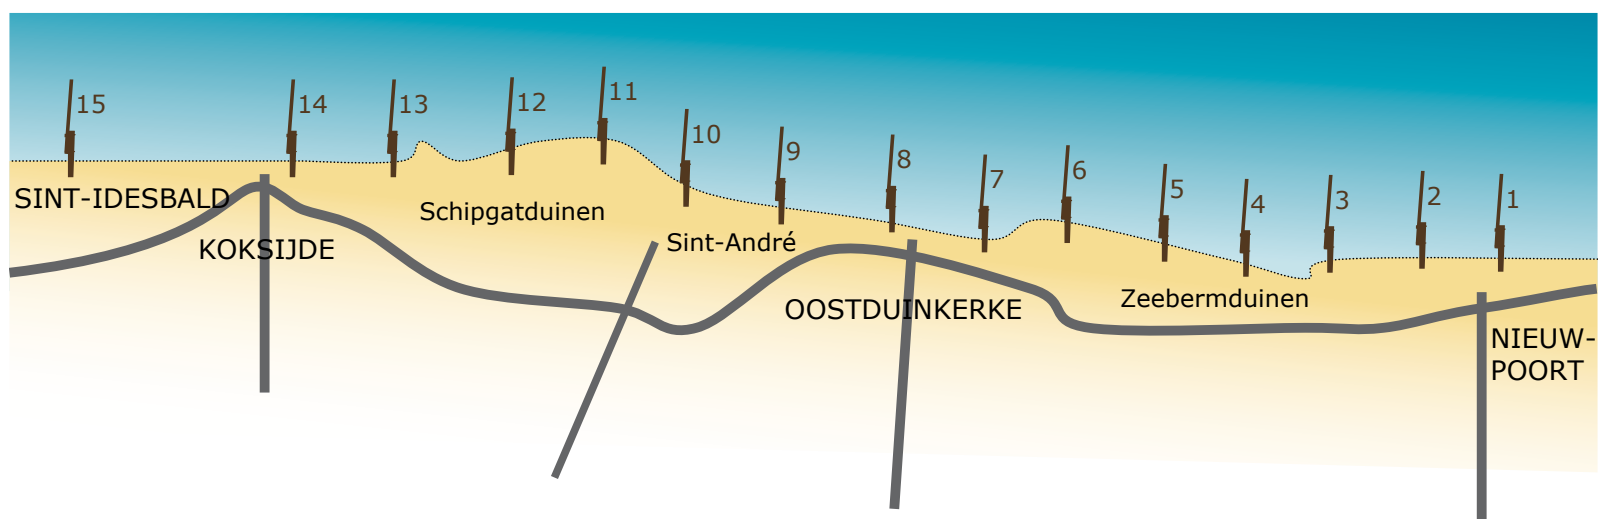 15
14
13
12
11
10
9
8
7
6
5
4
3
2
1
SINT-IDESBALD
KOKSIJDE
Schipgatduinen
Sint-André
OOSTDUINKERKE
Zeebermduinen
NIEUW-
POORT